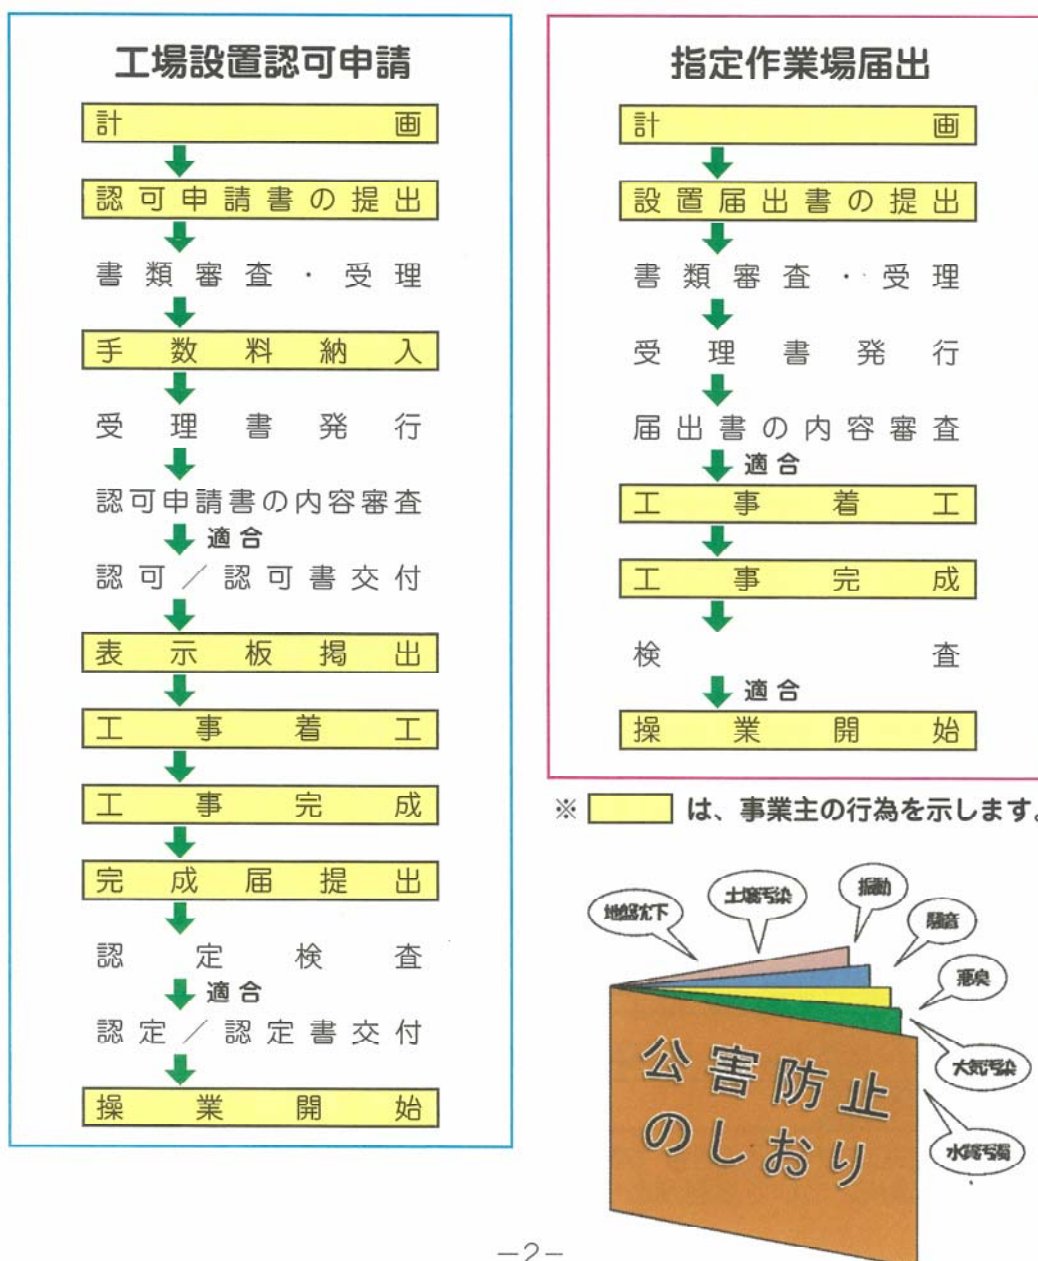 工場設置認可申請
計画
認可申請書の提出
書類審査・受理
手数料納入
受理書発行
認可申請書の内容審査
適合
認可／認可書交付
表示板掲出
工事着工
工事完成
完成届提出
認定検査
適合
認定／認定書交付
操業開始
指定作業場届出
計画
設置届出書の提出
書類審査・受理
受理書発行
届出書の内容審査
適合
工事着工
工事完成
検査
適合
操業開始
※ は、事業主の行為を示します。
地盤沈下
土壌汚染
振動
騒音
悪臭
大気汚染
水質汚濁
公害防止
のしおり
－2－